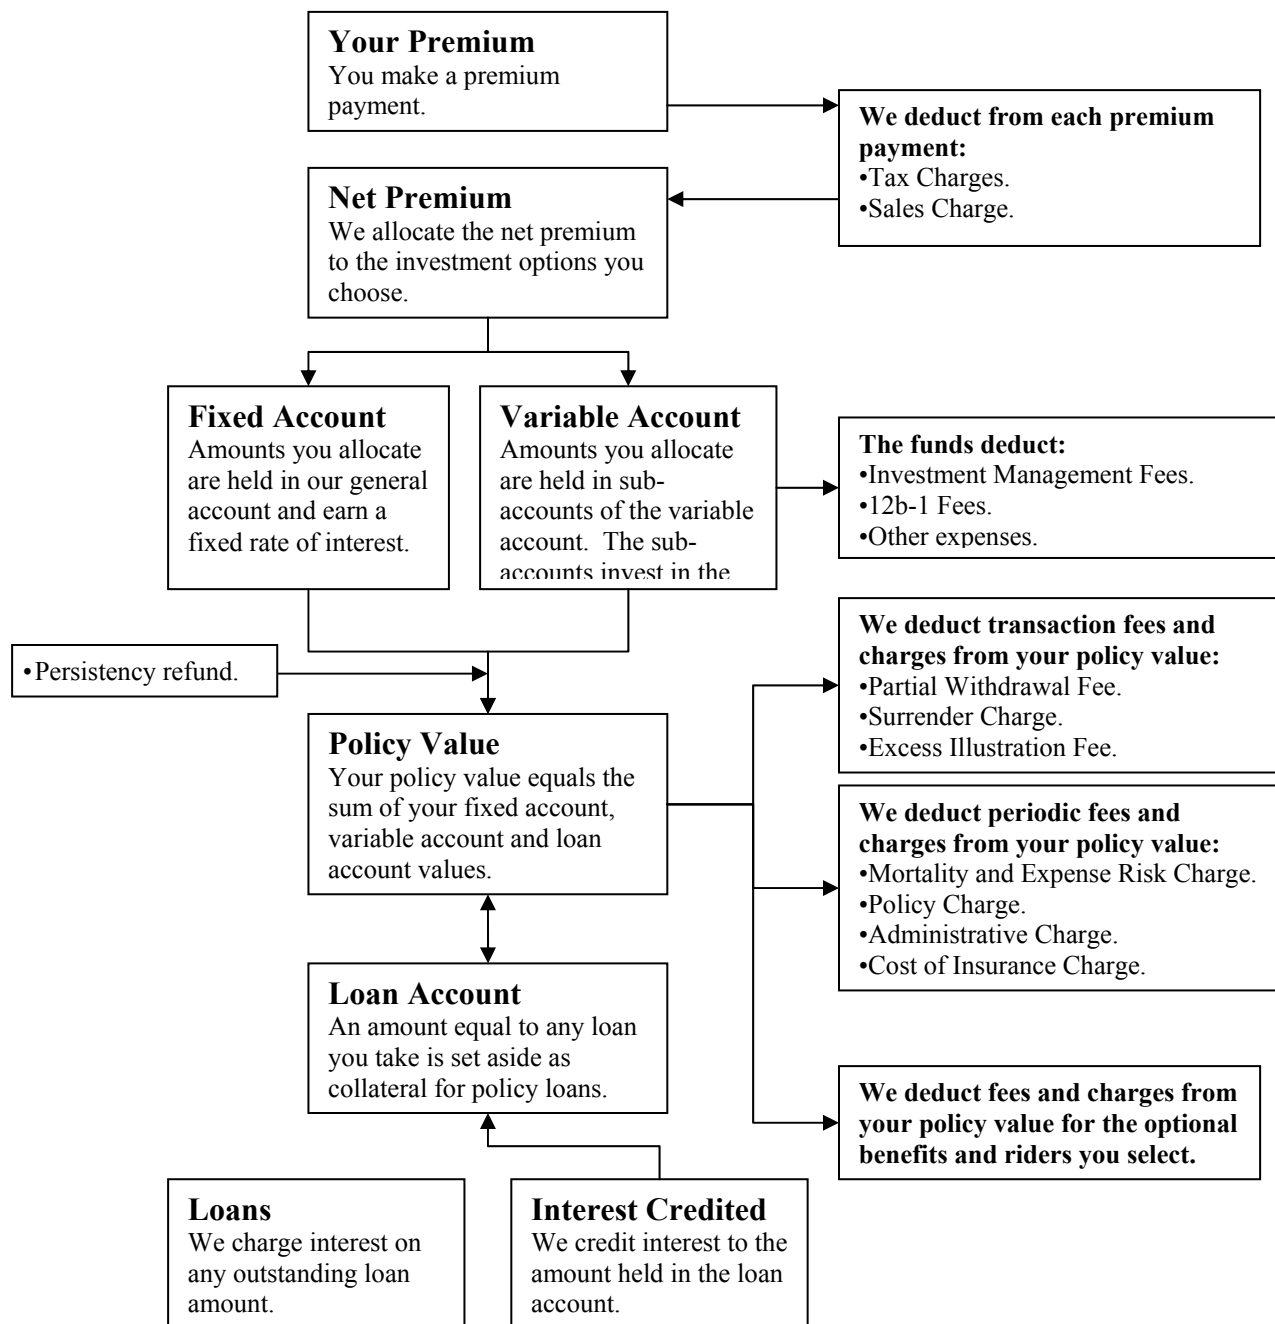 Your Premium
You make a premium
payment.
We deduct from each premium
payment:
•Tax Charges.
•Sales Charge.
Net Premium
We allocate the net premium
to the investment options you
choose.
Fixed Account
Amounts you allocate
are held in our general
account and earn a
fixed rate of interest.
Variable Account
Amounts you allocate
are held in sub-
accounts of the variable
account.  The sub-
accounts invest in the
The funds deduct:
•Investment Management Fees.
•12b-1 Fees.
•Other expenses.
•Persistency refund.
We deduct transaction fees and
charges from your policy value:
•Partial Withdrawal Fee.
•Surrender Charge.
•Excess Illustration Fee.
Policy Value
Your policy value equals the
sum of your fixed account,
variable account and loan
account values.
We deduct periodic fees and
charges from your policy value:
•Mortality and Expense Risk Charge.
•Policy Charge.
•Administrative Charge.
•Cost of Insurance Charge.
Loan Account
An amount equal to any loan
you take is set aside as
collateral for policy loans.
We deduct fees and charges from
your policy value for the optional
benefits and riders you select.
Loans
We charge interest on
any outstanding loan
amount.
Interest Credited
We credit interest to the
amount held in the loan
account.